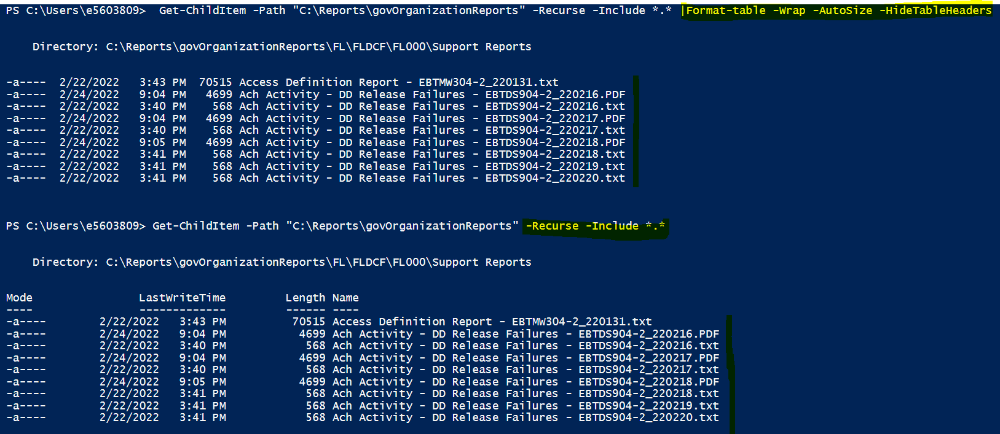 PS C:\Users\e5603809>  Get-ChildItem -Path "C:\Reports\govOrganizationReports" -Recurse -Include *.* |Format-table -Wrap -AutoSize -HideTableHeaders
Directory: C:\Reports\govOrganizationReports\FL\FLDCF\FL000\Support Reports
-a----  2/22/2022   3:43 PM  70515 Access Definition Report - EBTMW304-2_220131.txt
-a----  2/24/2022   9:04 PM   4699 Ach Activity - DD Release Failures - EBTDS904-2_220216.PDF
-a----  2/22/2022   3:40 PM    568 Ach Activity - DD Release Failures - EBTDS904-2_220216.txt
-a----  2/24/2022   9:04 PM   4699 Ach Activity - DD Release Failures - EBTDS904-2_220217.PDF
-a----  2/22/2022   3:40 PM    568 Ach Activity - DD Release Failures - EBTDS904-2_220217.txt
-a----  2/24/2022   9:05 PM   4699 Ach Activity - DD Release Failures - EBTDS904-2_220218.PDF
-a----  2/22/2022   3:41 PM    568 Ach Activity - DD Release Failures - EBTDS904-2_220218.txt
-a----  2/22/2022   3:41 PM    568 Ach Activity - DD Release Failures - EBTDS904-2_220219.txt
-a----  2/22/2022   3:41 PM    568 Ach Activity - DD Release Failures - EBTDS904-2_220220.txt
PS C:\Users\e5603809> Get-ChildItem -Path "C:\Reports\govOrganizationReports" -Recurse -Include *.*
Directory: C:\Reports\govOrganizationReports\FL\FLDCF\FL000\Support Reports
Mode                LastWriteTime         Length Name
----                -------------         ------ ----
-a----        2/22/2022   3:43 PM          70515 Access Definition Report - EBTMW304-2_220131.txt
-a----        2/24/2022   9:04 PM           4699 Ach Activity - DD Release Failures - EBTDS904-2_220216.PDF
-a----        2/22/2022   3:40 PM            568 Ach Activity - DD Release Failures - EBTDS904-2_220216.txt
-a----        2/24/2022   9:04 PM           4699 Ach Activity - DD Release Failures - EBTDS904-2_220217.PDF
-a----        2/22/2022   3:40 PM            568 Ach Activity - DD Release Failures - EBTDS904-2_220217.txt
-a----        2/24/2022   9:05 PM           4699 Ach Activity - DD Release Failures - EBTDS904-2_220218.PDF
-a----        2/22/2022   3:41 PM            568 Ach Activity - DD Release Failures - EBTDS904-2_220218.txt
-a----        2/22/2022   3:41 PM            568 Ach Activity - DD Release Failures - EBTDS904-2_220219.txt
-a----        2/22/2022   3:41 PM            568 Ach Activity - DD Release Failures - EBTDS904-2_220220.txt